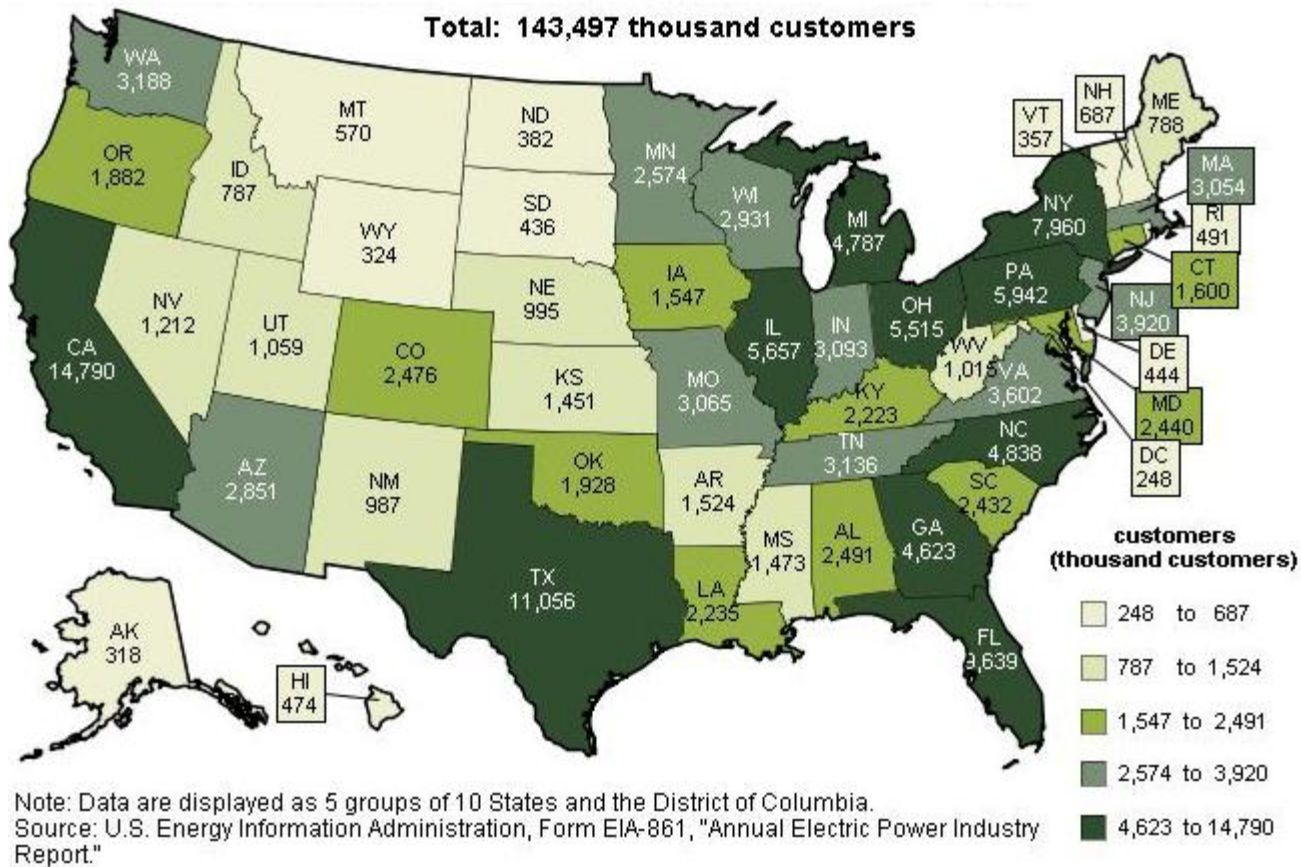 Total: 143,497 thousand customers
WA
3,188
MT
570
ND
382
MN
2,574
VT
357
NH
687
ME
788
OR
1,882
ID
787
SD
436
WI
2,931
MI
4,787
NY
7,960
MA
3,054
RI
491
WY
324
CT
1,600
NV
1,212
UT
1,059
NE
995
IA
1,547
PA
5,942
NJ
3,920
CA
14,790
CO
2,476
KS
1,451
MO
3,065
IL
5,657
IN
3,093
OH
5,515
WV
1,015
VA
3,602
DE
444
KY
2,223
MD
2,440
AZ
2,851
NM
987
OK
1,928
AR
1,524
TN
3,136
NC
4,838
DC
248
SC
2,432
MS
1,473
AL
2,491
GA
4,623
TX
11,056
LA
2,235
FL
9,639
AK
318
HI
474
customers
(thousand customers)
248 to 687
787 to 1,524
1,547 to 2,491
2,574 to 3,920
4,623 to 14,790
Note: Data are displayed as 5 groups of 10 States and the District of Columbia.
Source: U.S. Energy Information Administration, Form EIA-861, "Annual Electric Power Industry
Report."